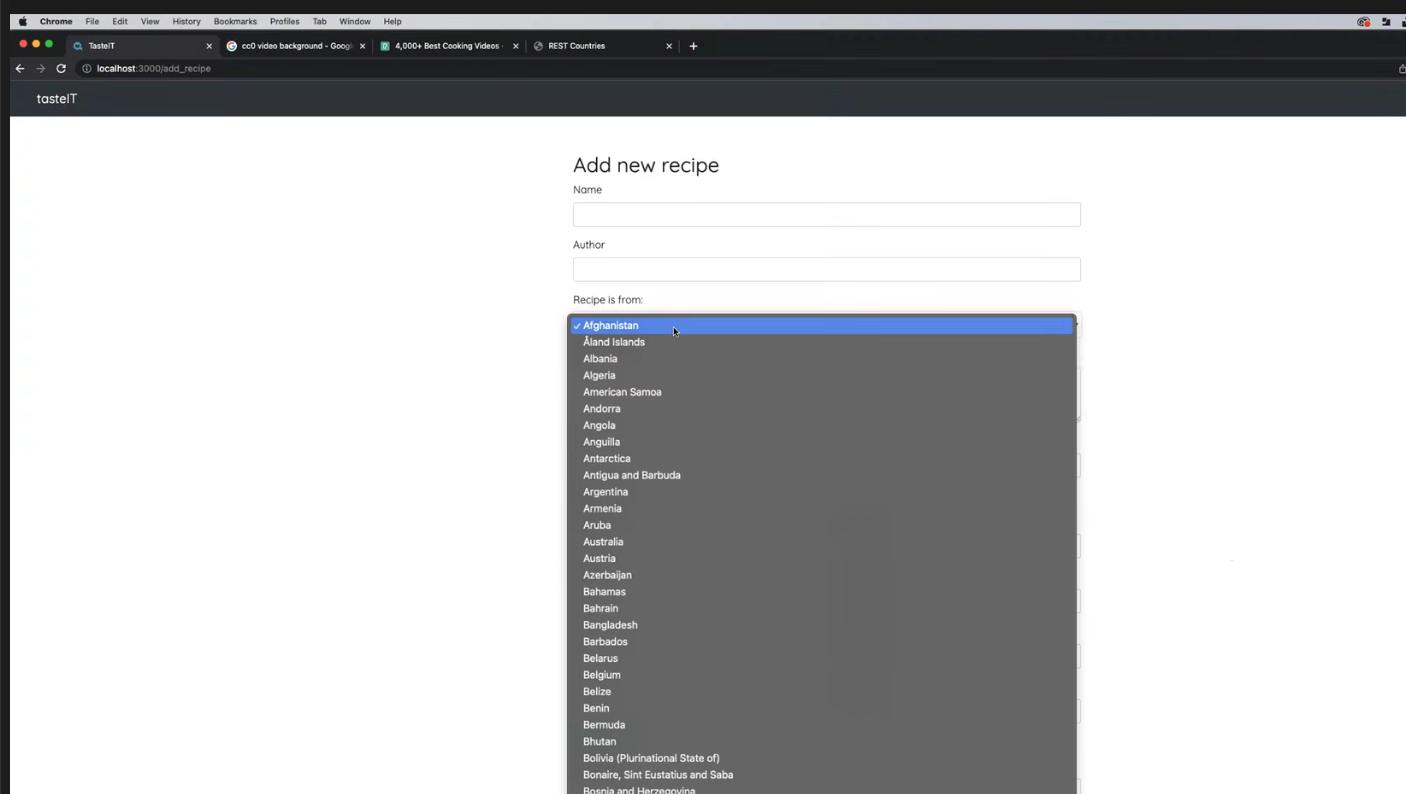 Chrome File Edit View History Bookmarks Profiles Tab Window Help
TasteIT cc0 video background - Googl 4,000+ Best Cooking Videos · REST Countries
localhost:3000/add_recipe
tasteIT
Add new recipe
Name
Author
Recipe is from:
✓ Afghanistan
Åland Islands
Albania
Algeria
American Samoa
Andorra
Angola
Anguilla
Antarctica
Antigua and Barbuda
Argentina
Armenia
Aruba
Australia
Austria
Azerbaijan
Bahamas
Bahrain
Bangladesh
Barbados
Belarus
Belgium
Belize
Benin
Bermuda
Bhutan
Bolivia (Plurinational State of)
Bonaire, Sint Eustatius and Saba
Bosnia and Herzegovina